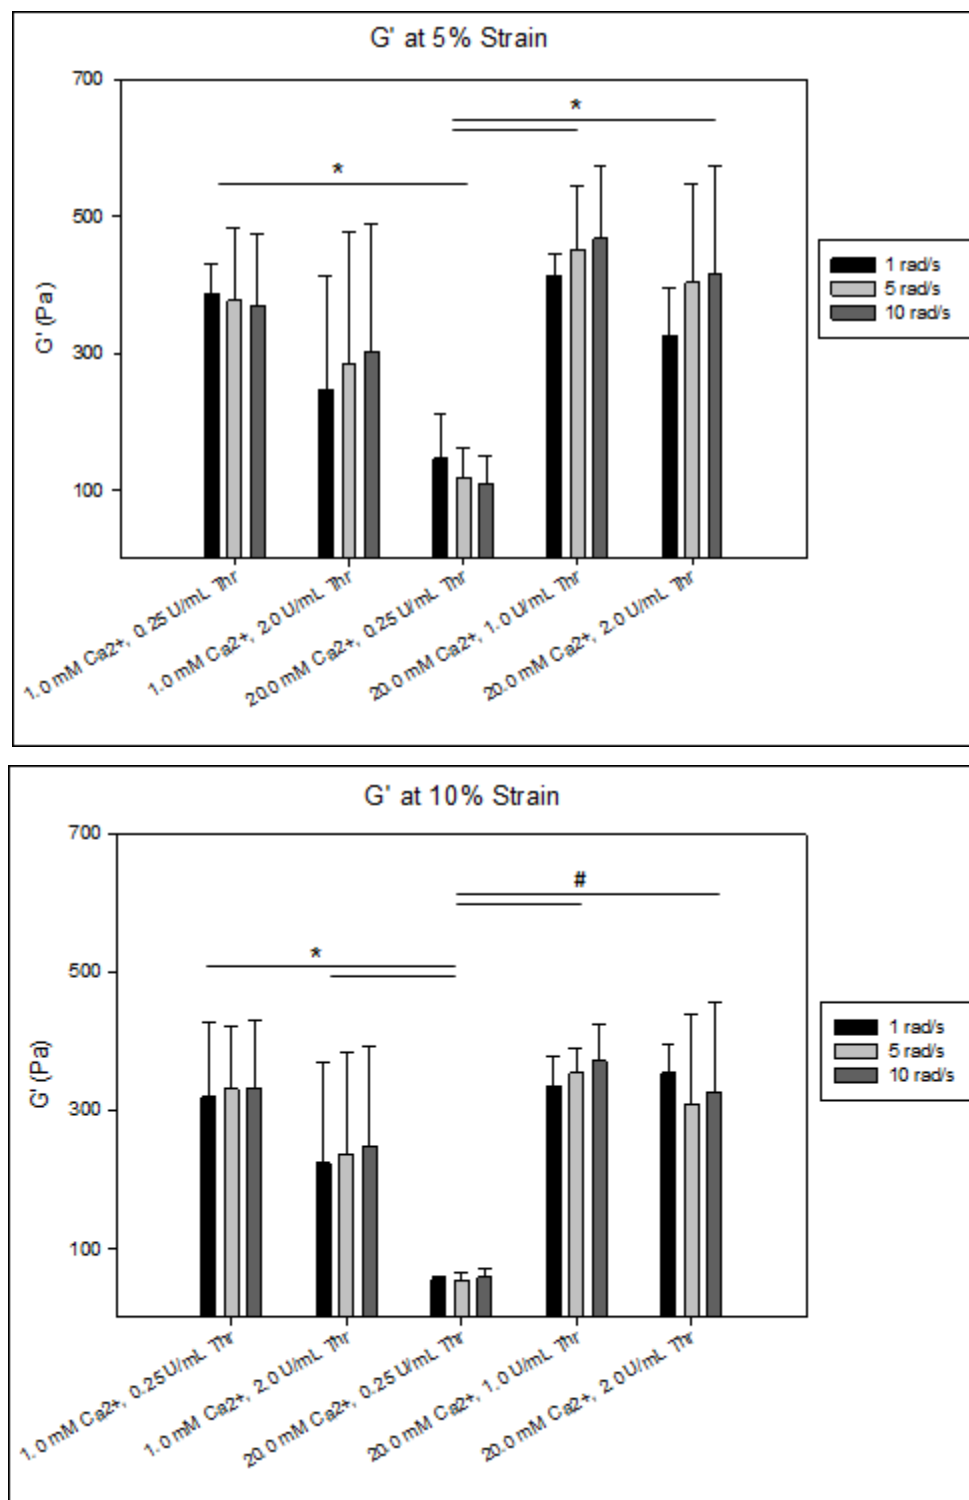 G' at 5% Strain
700
*
*
500
1 rad/s
5 rad/s
10 rad/s
G' (Pa)
300
100
1.0 mM Ca2+, 0.25 U/mL Thr
1.0 mM Ca2+, 2.0 U/mL Thr
20.0 mM Ca2+, 0.25 U/mL Thr
20.0 mM Ca2+, 1.0 U/mL Thr
20.0 mM Ca2+, 2.0 U/mL Thr
G' at 10% Strain
700
#
*
500
1 rad/s
5 rad/s
10 rad/s
G' (Pa)
300
100
1.0 mM Ca2+, 0.25 U/mL Thr
1.0 mM Ca2+, 2.0 U/mL Thr
20.0 mM Ca2+, 0.25 U/mL Thr
20.0 mM Ca2+, 1.0 U/mL Thr
20.0 mM Ca2+, 2.0 U/mL Thr